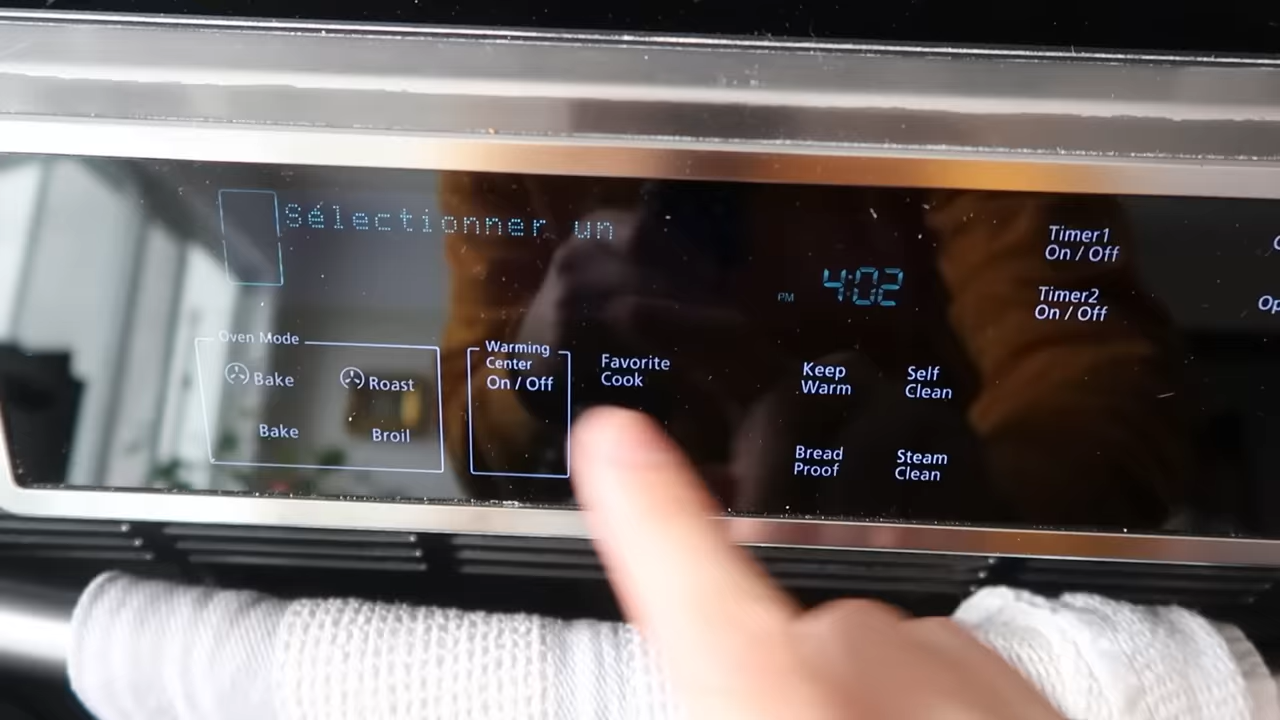 Sélectionner un
PM 4:02
Timer1
On / Off
Timer2
On / Off
Oven Mode
Bake
Roast
Bake
Broil
Warming
Center
On / Off
Favorite
Cook
Keep
Warm
Self
Clean
Bread
Proof
Steam
Clean